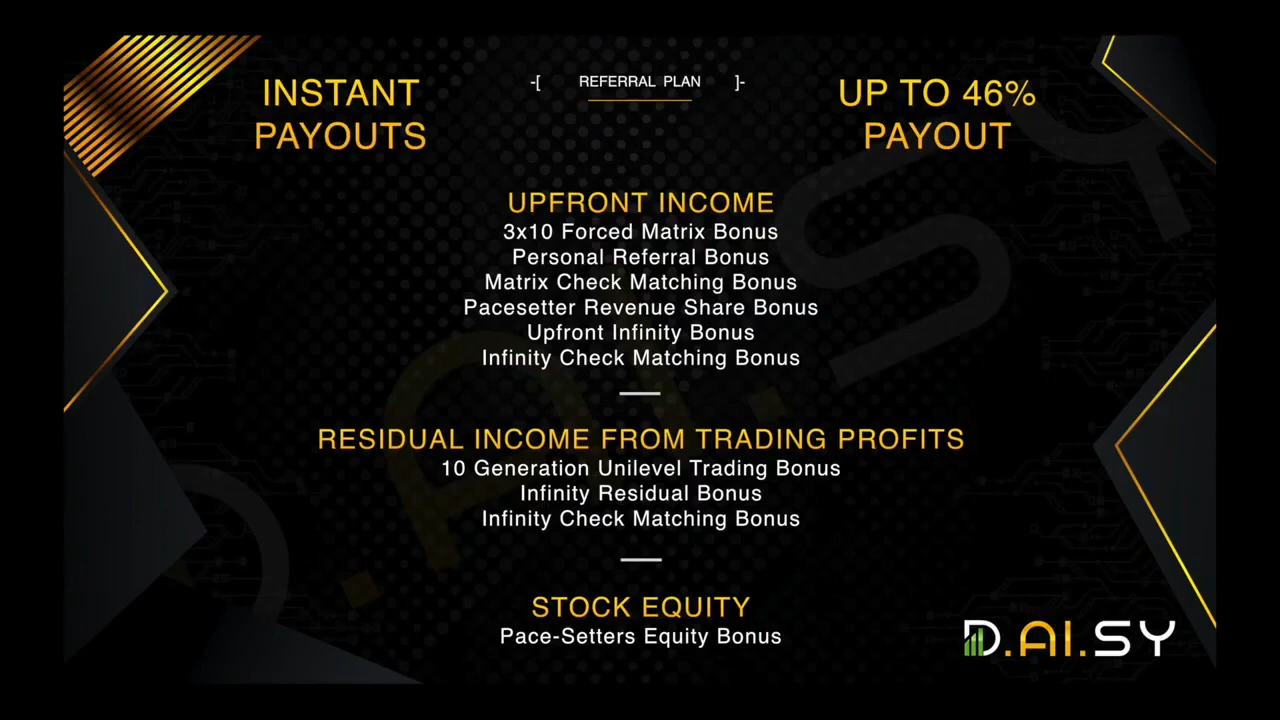 INSTANT
PAYOUTS
-[ REFERRAL PLAN ]-
UP TO 46%
PAYOUT
UPFRONT INCOME
3x10 Forced Matrix Bonus
Personal Referral Bonus
Matrix Check Matching Bonus
Pacesetter Revenue Share Bonus
Upfront Infinity Bonus
Infinity Check Matching Bonus
RESIDUAL INCOME FROM TRADING PROFITS
10 Generation Unilevel Trading Bonus
Infinity Residual Bonus
Infinity Check Matching Bonus
STOCK EQUITY
Pace-Setters Equity Bonus
D.AI.SY